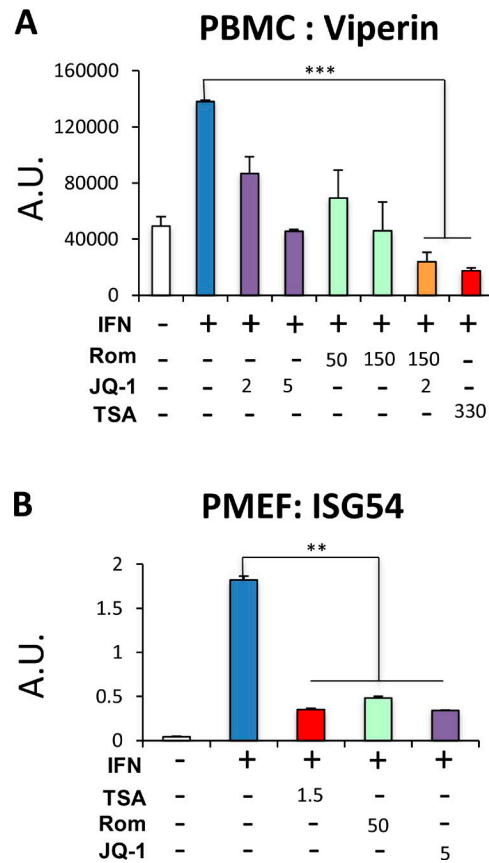 A
PBMC : Viperin
A.U.
160000
120000
80000
40000
0
***
IFN - + + + + + + +
Rom - - - - 50 150 150 -
JQ-1 - - 2 5 - - 2 -
TSA - - - - - - - 330
B
PMEF: ISG54
A.U.
2
1.5
1
0.5
0
**
IFN - + + + +
TSA - - 1.5 - -
Rom - - - 50 -
JQ-1 - - - - 5